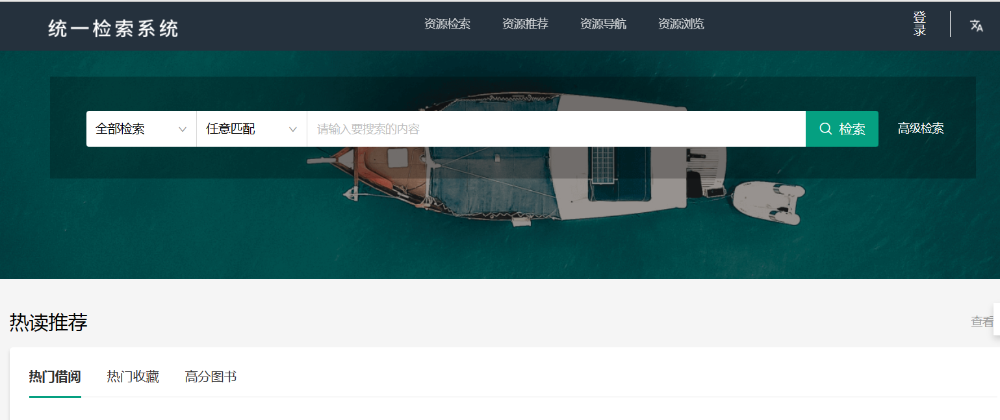 统一检索系统
资源检索 资源推荐 资源导航 资源浏览
登录
全部检索 任意匹配 请输入要搜索的内容 检索 高级检索
热读推荐 查看
热门借阅 热门收藏 高分图书